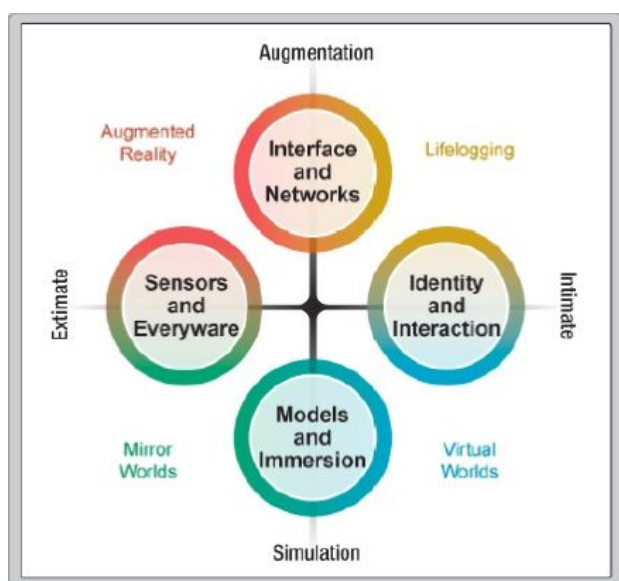 Augmentation
Augmented
Reality
Interface
and
Networks
Lifelogging
Extimate
Sensors
and
Everyware
Identity
and
Interaction
Intimate
Models
and
Immersion
Mirror
Worlds
Virtual
Worlds
Simulation